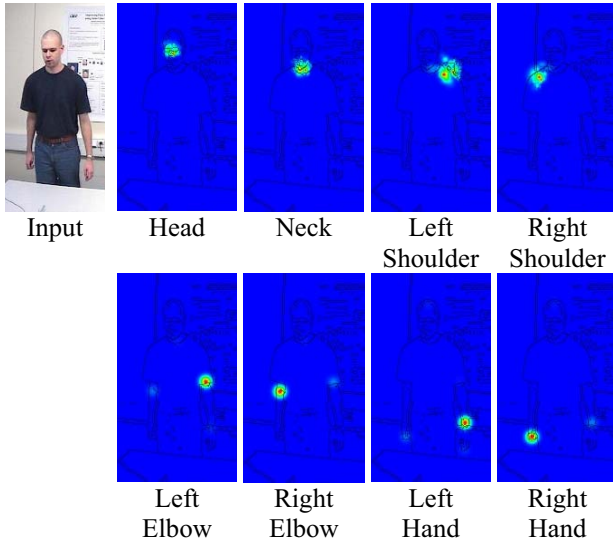 Input
Head
Neck
Left
Shoulder
Right
Shoulder
Left
Elbow
Right
Elbow
Left
Hand
Right
Hand